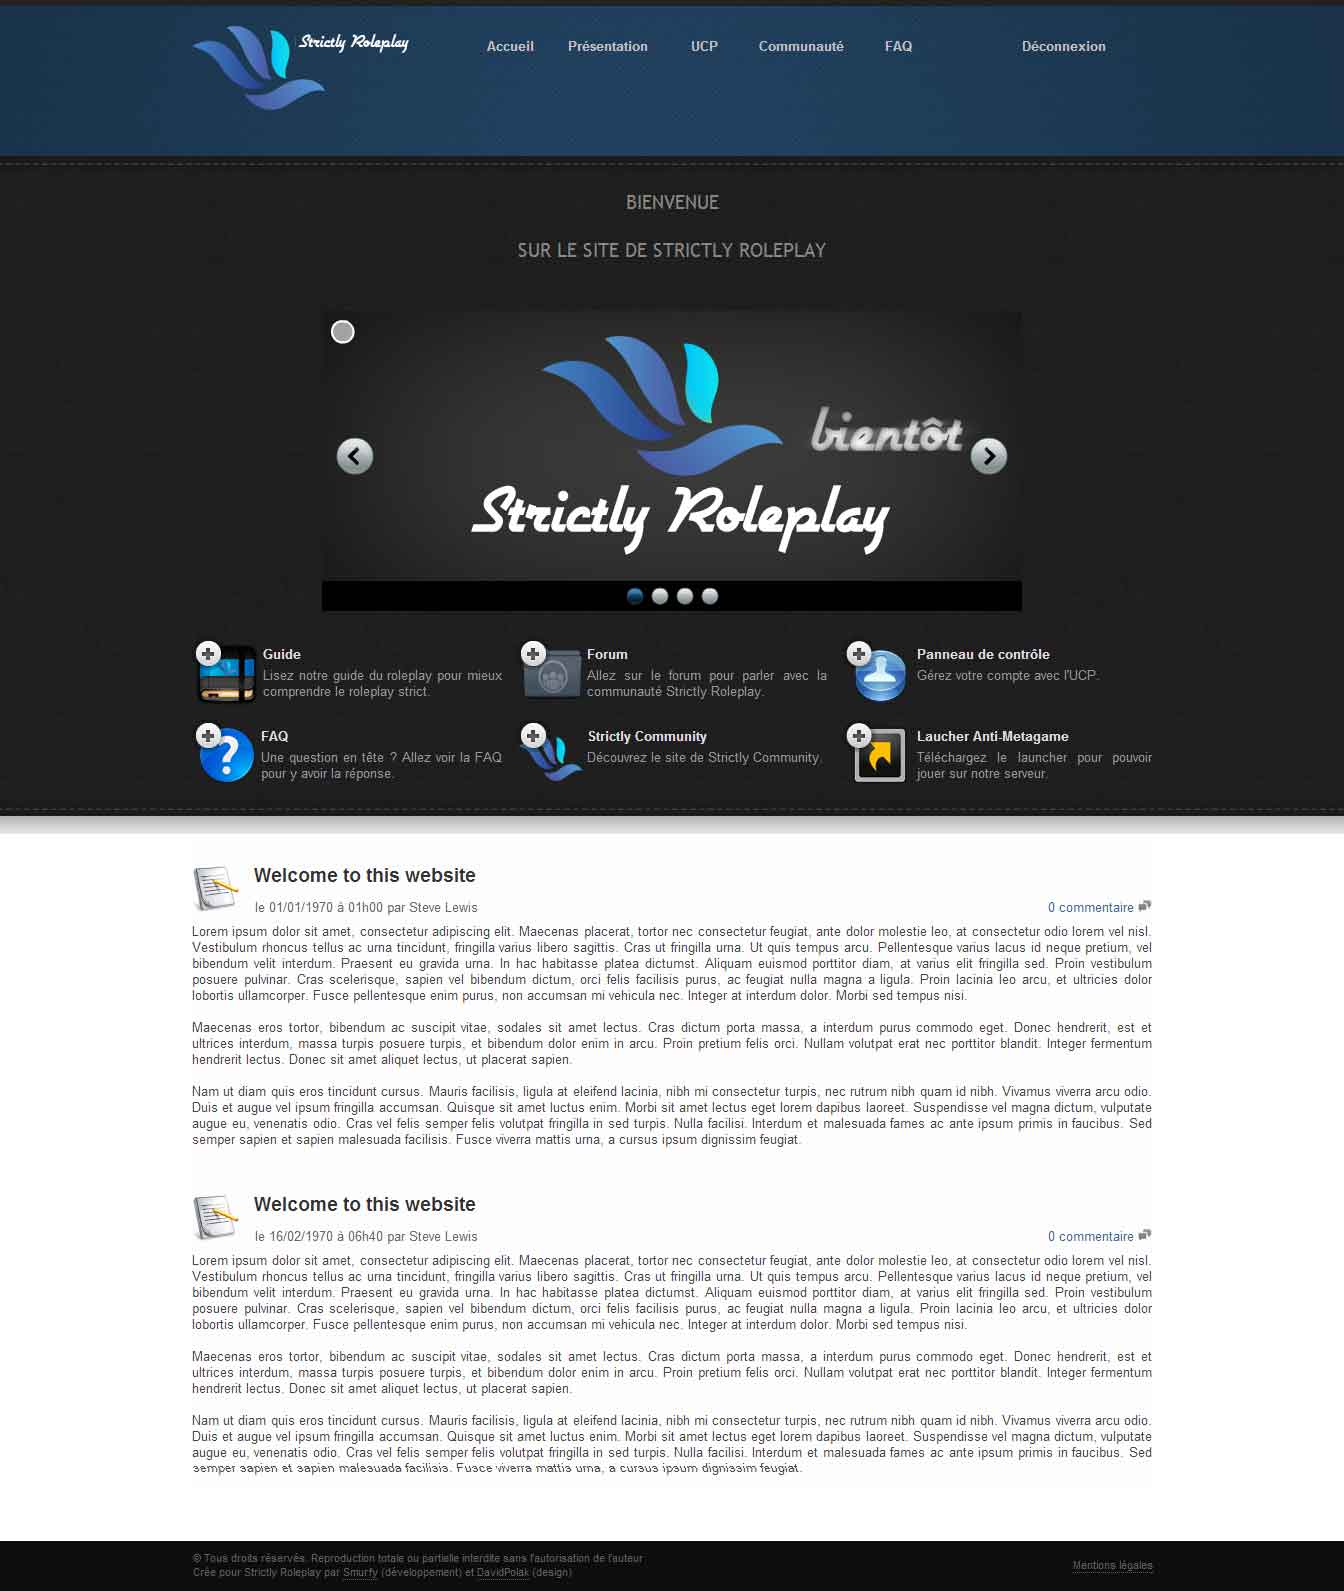 Strictly Roleplay
Accueil Présentation UCP Communauté FAQ Déconnexion
BIENVENUE
SUR LE SITE DE STRICTLY ROLEPLAY
bientôt
Strictly Roleplay
Guide
Lisez notre guide du roleplay pour mieux
comprendre le roleplay strict.
Forum
Allez sur le forum pour parler avec la
communauté Strictly Roleplay.
Panneau de contrôle
Gérez votre compte avec l'UCP.
FAQ
Une question en tête ? Allez voir la FAQ
pour y avoir la réponse.
Strictly Community
Découvrez le site de Strictly Community.
Laucher Anti-Metagame
Téléchargez le launcher pour pouvoir
jouer sur notre serveur.
Welcome to this website
le 01/01/1970 à 01h00 par Steve Lewis
0 commentaire
Lorem ipsum dolor sit amet, consectetur adipiscing elit. Maecenas placerat, tortor nec consectetur feugiat, ante dolor molestie leo, at consectetur odio lorem vel nisl.
Vestibulum rhoncus tellus ac urna tincidunt, fringilla varius libero sagittis. Cras ut fringilla urna. Ut quis tempus arcu. Pellentesque varius lacus id neque pretium, vel
bibendum velit interdum. Praesent eu gravida urna. In hac habitasse platea dictumst. Aliquam euismod porttitor diam, at varius elit fringilla sed. Proin vestibulum
posuere pulvinar. Cras scelerisque, sapien vel bibendum dictum, orci felis facilisis purus, ac feugiat nulla magna a ligula. Proin lacinia leo arcu, et ultricies dolor
lobortis ullamcorper. Fusce pellentesque enim purus, non accumsan mi vehicula nec. Integer at interdum dolor. Morbi sed tempus nisi.
Maecenas eros tortor, bibendum ac suscipit vitae, sodales sit amet lectus. Cras dictum porta massa, a interdum purus commodo eget. Donec hendrerit, est et
ultrices interdum, massa turpis posuere turpis, et bibendum dolor enim in arcu. Proin pretium felis orci. Nullam volutpat erat nec porttitor blandit. Integer fermentum
hendrerit lectus. Donec sit amet aliquet lectus, ut placerat sapien.
Nam ut diam quis eros tincidunt cursus. Mauris facilisis, ligula at eleifend lacinia, nibh mi consectetur turpis, nec rutrum nibh quam id nibh. Vivamus viverra arcu odio.
Duis et augue vel ipsum fringilla accumsan. Quisque sit amet luctus enim. Morbi sit amet lectus eget lorem dapibus laoreet. Suspendisse vel magna dictum, vulputate
augue eu, venenatis odio. Cras vel felis semper felis volutpat fringilla in sed turpis. Nulla facilisi. Interdum et malesuada fames ac ante ipsum primis in faucibus. Sed
semper sapien et sapien malesuada facilisis. Fusce viverra mattis urna, a cursus ipsum dignissim feugiat.
Welcome to this website
le 16/02/1970 à 06h40 par Steve Lewis
0 commentaire
Lorem ipsum dolor sit amet, consectetur adipiscing elit. Maecenas placerat, tortor nec consectetur feugiat, ante dolor molestie leo, at consectetur odio lorem vel nisl.
Vestibulum rhoncus tellus ac urna tincidunt, fringilla varius libero sagittis. Cras ut fringilla urna. Ut quis tempus arcu. Pellentesque varius lacus id neque pretium, vel
bibendum velit interdum. Praesent eu gravida urna. In hac habitasse platea dictumst. Aliquam euismod porttitor diam, at varius elit fringilla sed. Proin vestibulum
posuere pulvinar. Cras scelerisque, sapien vel bibendum dictum, orci felis facilisis purus, ac feugiat nulla magna a ligula. Proin lacinia leo arcu, et ultricies dolor
lobortis ullamcorper. Fusce pellentesque enim purus, non accumsan mi vehicula nec. Integer at interdum dolor. Morbi sed tempus nisi.
Maecenas eros tortor, bibendum ac suscipit vitae, sodales sit amet lectus. Cras dictum porta massa, a interdum purus commodo eget. Donec hendrerit, est et
ultrices interdum, massa turpis posuere turpis, et bibendum dolor enim in arcu. Proin pretium felis orci. Nullam volutpat erat nec porttitor blandit. Integer fermentum
hendrerit lectus. Donec sit amet aliquet lectus, ut placerat sapien.
Nam ut diam quis eros tincidunt cursus. Mauris facilisis, ligula at eleifend lacinia, nibh mi consectetur turpis, nec rutrum nibh quam id nibh. Vivamus viverra arcu odio.
Duis et augue vel ipsum fringilla accumsan. Quisque sit amet luctus enim. Morbi sit amet lectus eget lorem dapibus laoreet. Suspendisse vel magna dictum, vulputate
augue eu, venenatis odio. Cras vel felis semper felis volutpat fringilla in sed turpis. Nulla facilisi. Interdum et malesuada fames ac ante ipsum primis in faucibus. Sed
semper sapien et sapien malesuada facilisis. Fusce viverra mattis urna, a cursus ipsum dignissim feugiat.
© Tous droits réservés. Reproduction totale ou partielle interdite sans l'autorisation de l'auteur
Crée pour Strictly Roleplay par Smurfy (développement) et DavidPolak (design)
Mentions légales